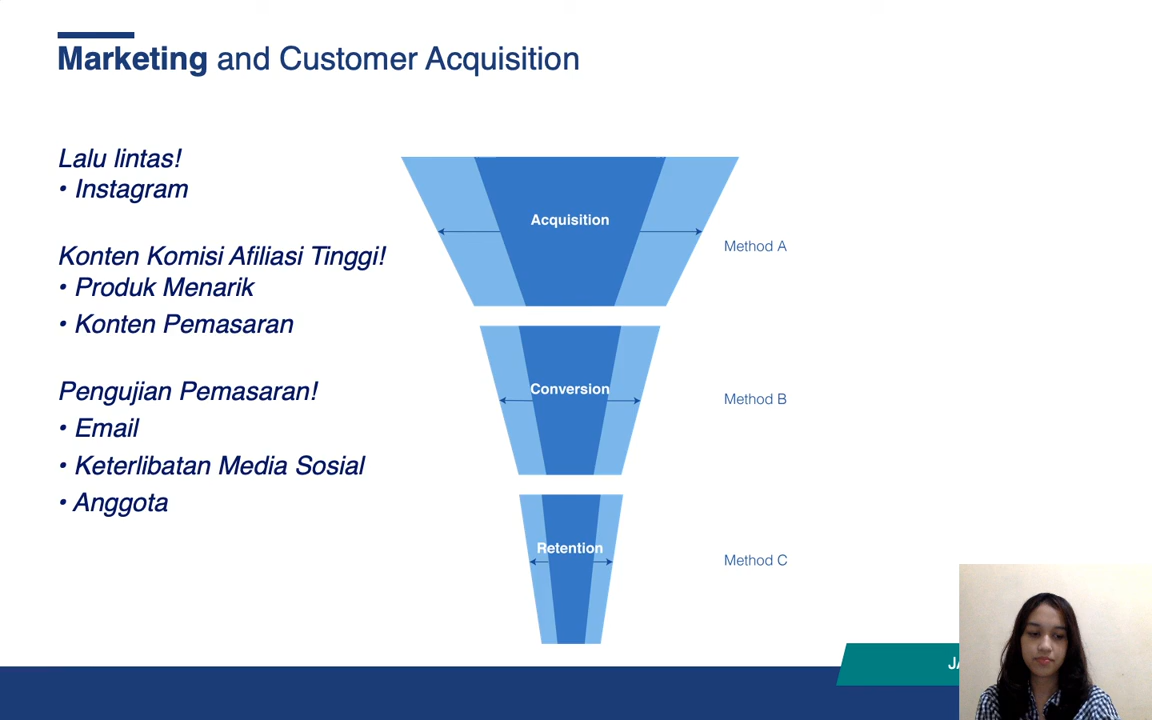 Marketing and Customer Acquisition
Lalu lintas!
• Instagram
Konten Komisi Afiliasi Tinggi!
• Produk Menarik
• Konten Pemasaran
Pengujian Pemasaran!
• Email
• Keterlibatan Media Sosial
• Anggota
Acquisition
Method A
Conversion
Method B
Retention
Method C